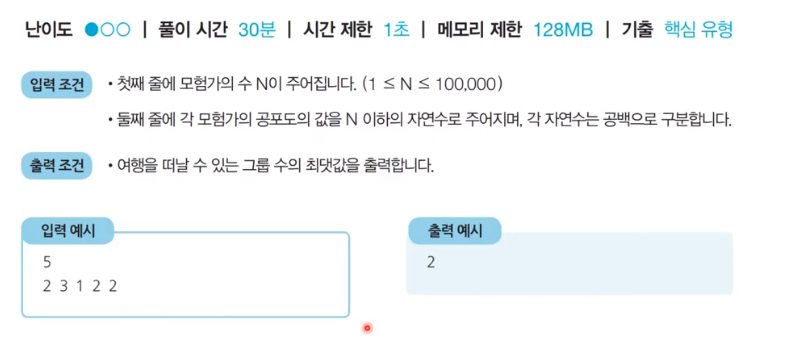 난이도 ●○○ | 풀이 시간 30분 | 시간 제한 1초 | 메모리 제한 128MB | 기출 핵심 유형
입력 조건 • 첫째 줄에 모험가의 수 N이 주어집니다. (1 ≤ N ≤ 100,000)
• 둘째 줄에 각 모험가의 공포도의 값을 N 이하의 자연수로 주어지며, 각 자연수는 공백으로 구분합니다.
출력 조건 • 여행을 떠날 수 있는 그룹 수의 최댓값을 출력합니다.
입력 예시
5
2 3 1 2 2
출력 예시
2